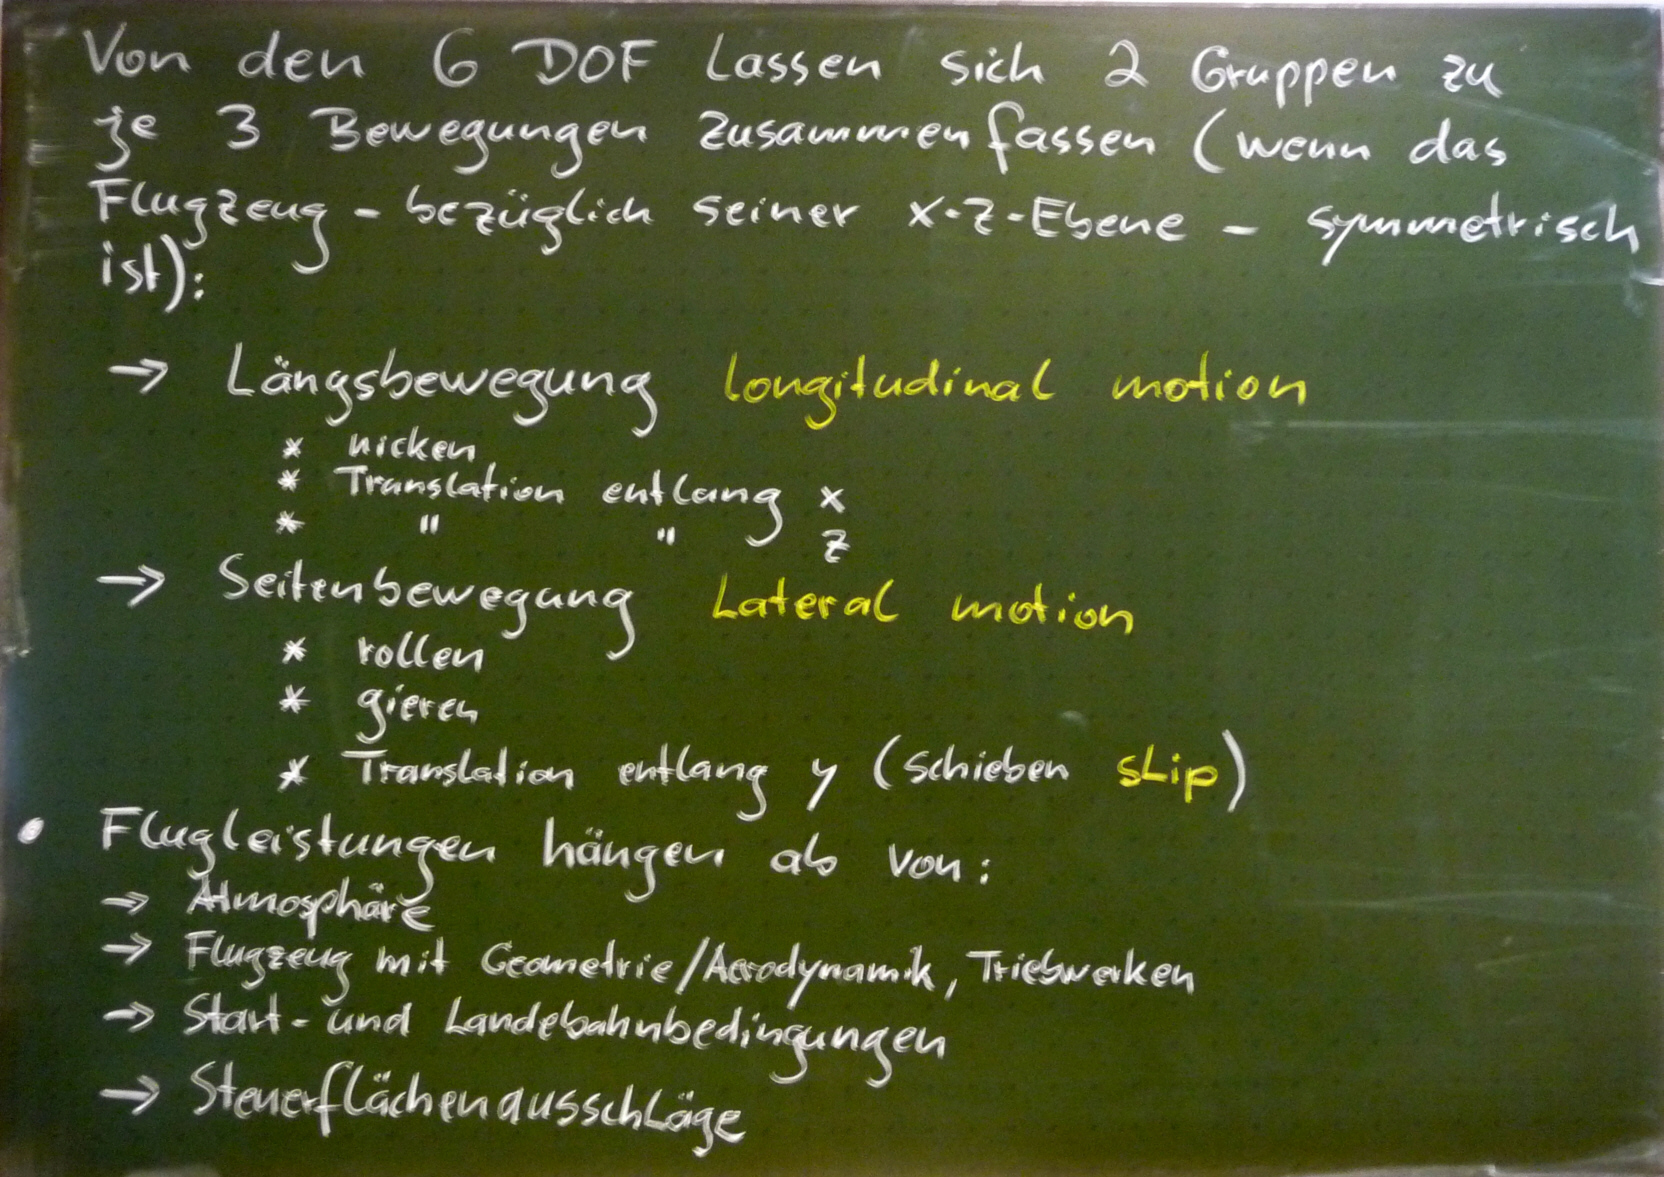 Von den 6 DOF lassen sich 2 Gruppen zu
je 3 Bewegungen zusammenfassen (wenn das
Flugzeug - bezüglich seiner x-z-Ebene - symmetrisch
ist):
→ Längsbewegung longitudinal motion
* nicken
* Translation entlang x
* " " z
→ Seitenbewegung Lateral motion
* rollen
* gieren
* Translation entlang y (schieben slip)
• Flugleistungen hängen ab von:
→ Atmosphäre
→ Flugzeug mit Geometrie/Aerodynamik, Triebwerken
→ Start- und Landebahnbedingungen
→ Steuerflächenausschläge